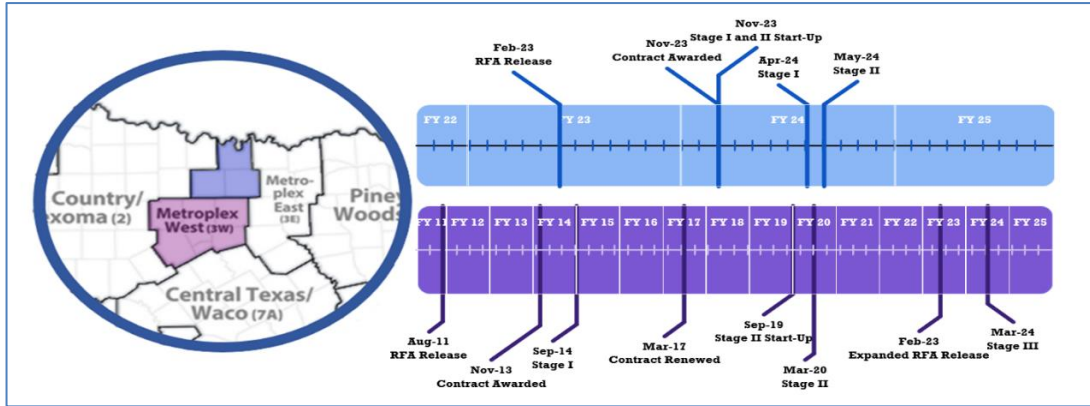 Country/
exoma (2)
Metroplex
West (3W)
Metro-
plex
East
(3E)
Piney
Woods
Central Texas/
Waco (7A)
Feb-23
RFA Release
Nov-23
Contract Awarded
Nov-23
Stage I and II Start-Up
Apr-24
Stage I
May-24
Stage II
FY 22
FY 23
FY 24
FY 25
FY 11
FY 12
FY 13
FY 14
FY 15
FY 16
FY 17
FY 18
FY 19
FY 20
FY 21
FY 22
FY 23
FY 24
FY 25
Aug-11
RFA Release
Nov-13
Contract Awarded
Sep-14
Stage I
Mar-17
Contract Renewed
Sep-19
Stage II Start-Up
Mar-20
Stage II
Feb-23
Expanded RFA Release
Mar-24
Stage III